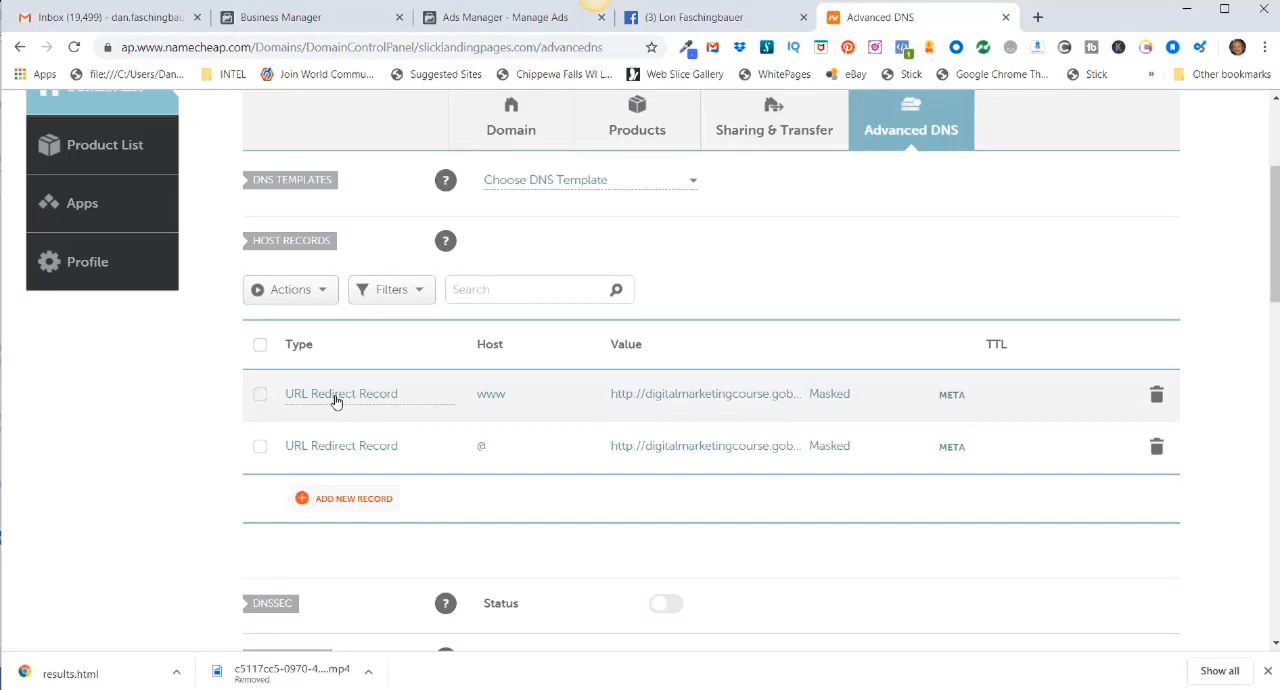 Inbox (19,499) - dan.faschingbau
Business Manager
Ads Manager - Manage Ads
(3) Lori Faschingbauer
Advanced DNS
ap.www.namecheap.com/Domains/DomainControlPanel/slicklandingpages.com/advancedns
Apps
file:///C:/Users/Dan...
INTEL
Join World Commu...
Suggested Sites
Chippewa Falls WI L...
Web Slice Gallery
WhitePages
eBay
Stick
Google Chrome Th...
Stick
»
Other bookmarks
Product List
Apps
Profile
Domain
Products
Sharing & Transfer
Advanced DNS
DNS TEMPLATES
?
Choose DNS Template
HOST RECORDS
?
Actions
Filters
Search
Type Host Value TTL
URL Redirect Record www http://digitalmarketingcourse.gob... Masked META
URL Redirect Record @ http://digitalmarketingcourse.gob... Masked META
ADD NEW RECORD
DNSSEC
?
Status
results.html
c5117cc5-0970-4....mp4
Removed
Show all